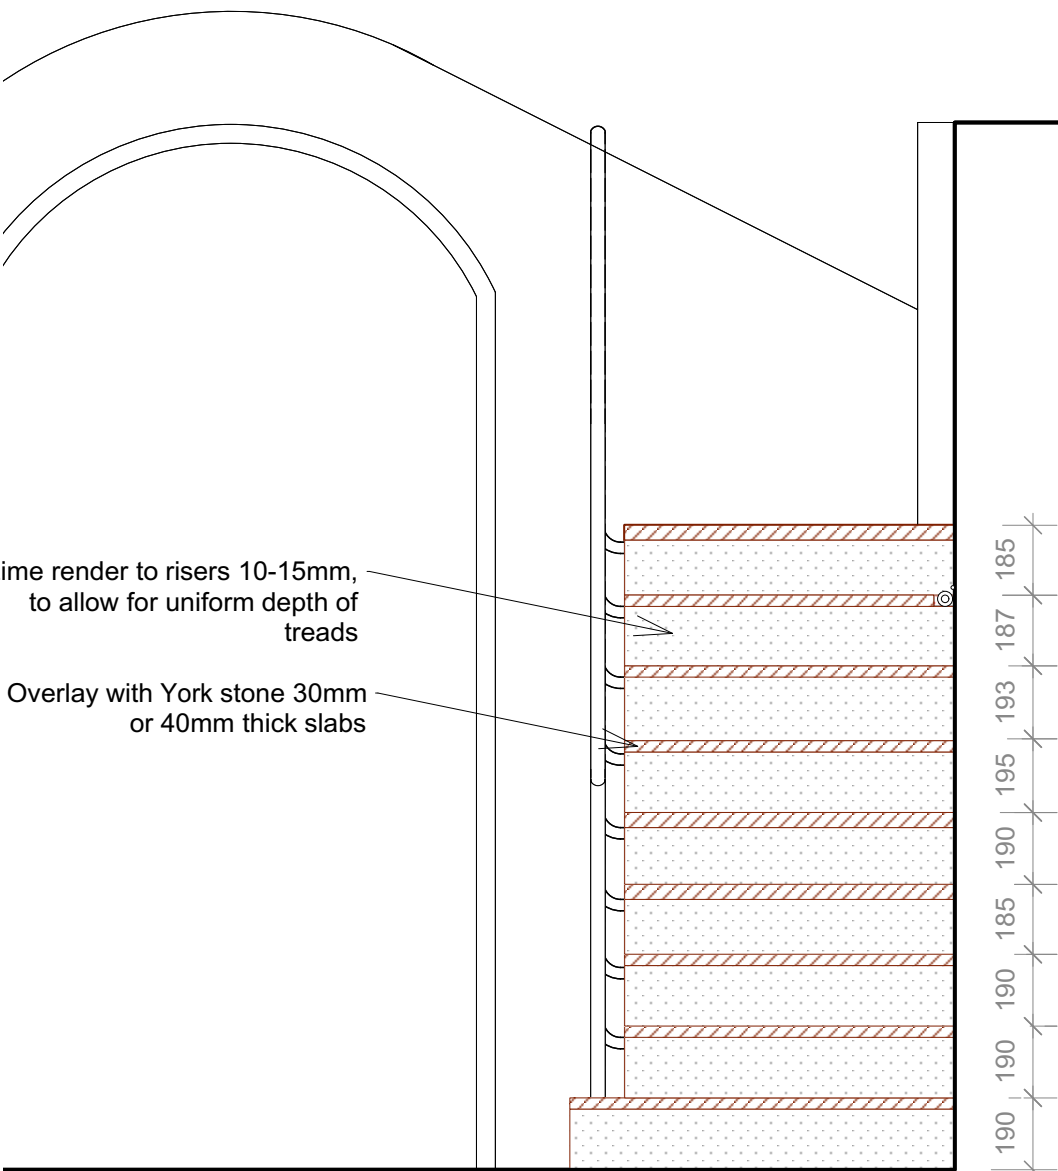 ime render to risers 10-15mm,
to allow for uniform depth of
treads
Overlay with York stone 30mm
or 40mm thick slabs
185
187
193
195
190
185
190
190
190